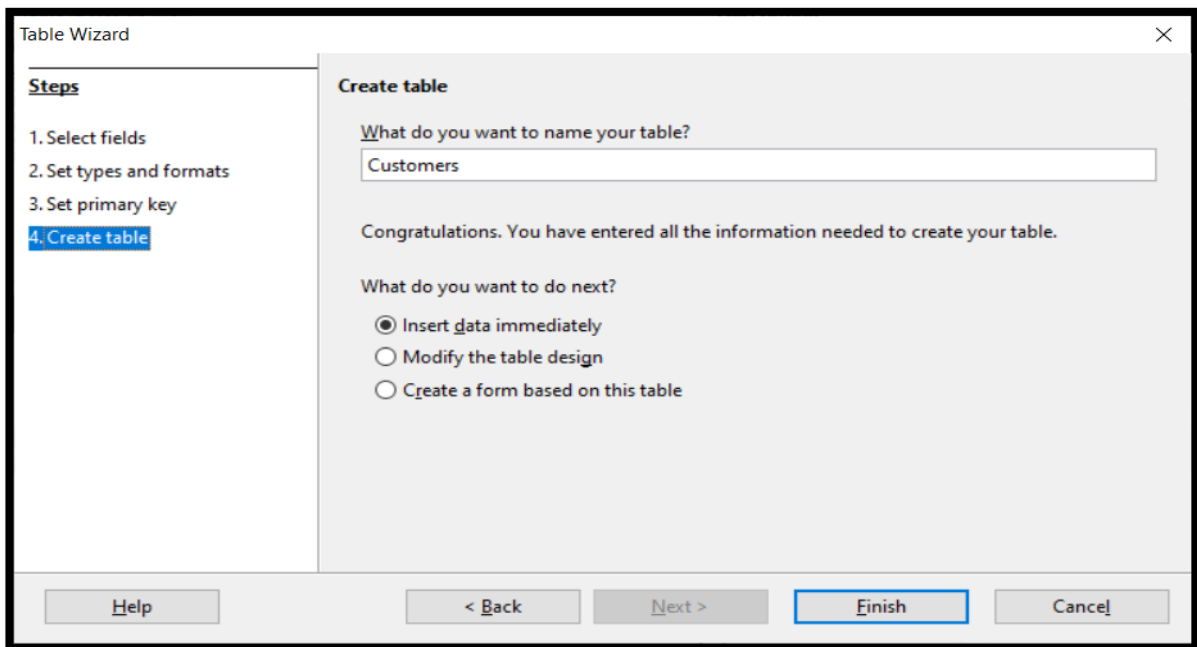 Table Wizard
Steps
1. Select fields
2. Set types and formats
3. Set primary key
4. Create table
Create table
What do you want to name your table?
Customers
Congratulations. You have entered all the information needed to create your table.
What do you want to do next?
Insert data immediately
Modify the table design
Create a form based on this table
Help
< Back
Next >
Finish
Cancel